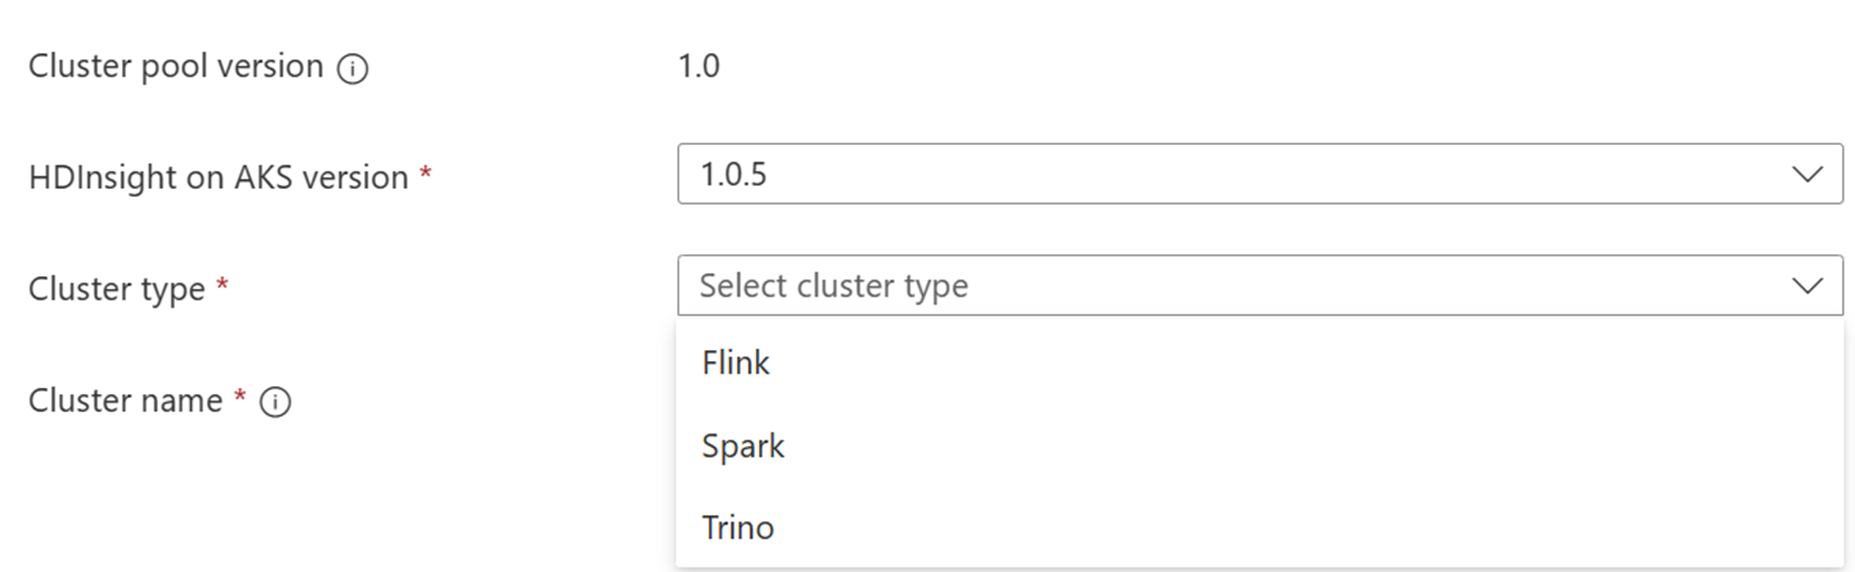 Cluster pool version 1.0
HDInsight on AKS version * 1.0.5
Cluster type * Select cluster type
Flink
Cluster name *
Spark
Trino